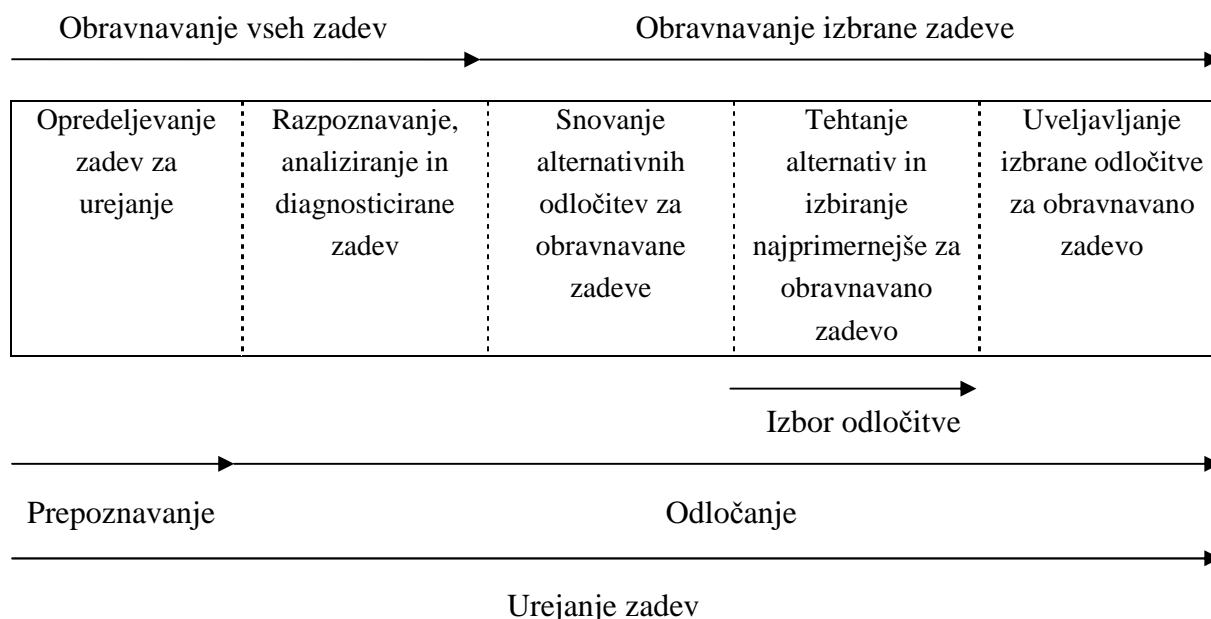 Obravnavanje vseh zadev
Obravnavanje izbrane zadeve
Opredeljevanje
zadev za
urejanje
Razpoznavanje,
analiziranje in
diagnosticirane
zadev
Snovanje
alternativnih
odločitev za
obravnavane
zadeve
Tehtanje
alternativ in
izbiranje
najprimernejše za
obravnavano
zadevo
Uveljavljanje
izbrane odločitve
za obravnavano
zadevo
Izbor odločitve
Prepoznavanje
Odločanje
Urejanje zadev